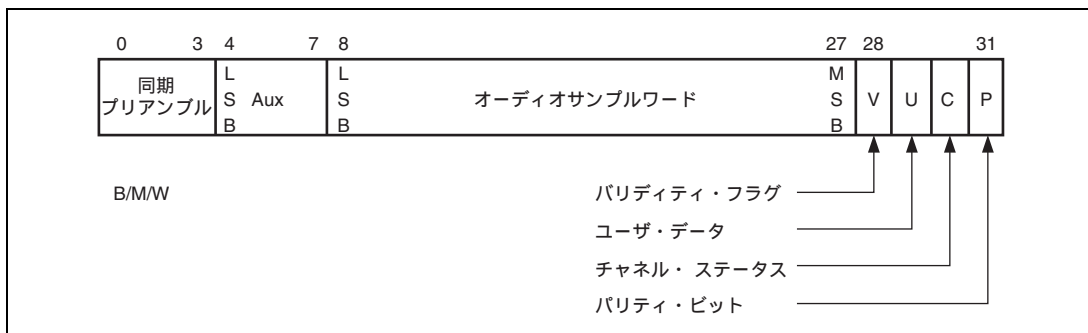 0 3 4 7 8 27 28 31
同期
プリアンブル
LSB
Aux
LSB
オーディオサンプルワード
MSB
V
U
C
P
B/M/W
バリディティ・フラグ
ユーザ・データ
チャネル・ ステータス
パリティ・ビット